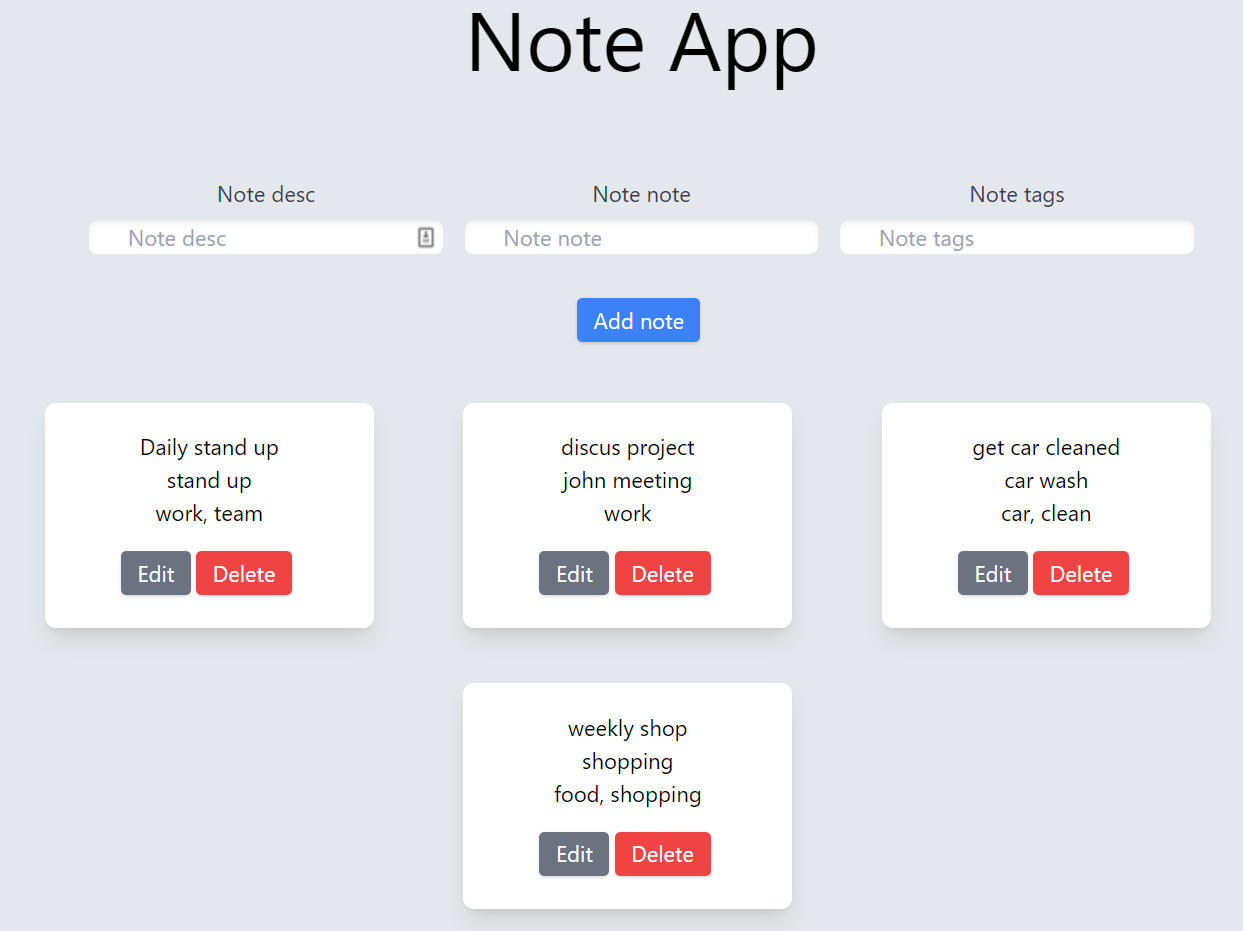 Note App
Note desc
Note note
Note tags
Note desc
Note note
Note tags
Add note
Daily stand up
stand up
work, team
Edit
Delete
discus project
john meeting
work
Edit
Delete
get car cleaned
car wash
car, clean
Edit
Delete
weekly shop
shopping
food, shopping
Edit
Delete